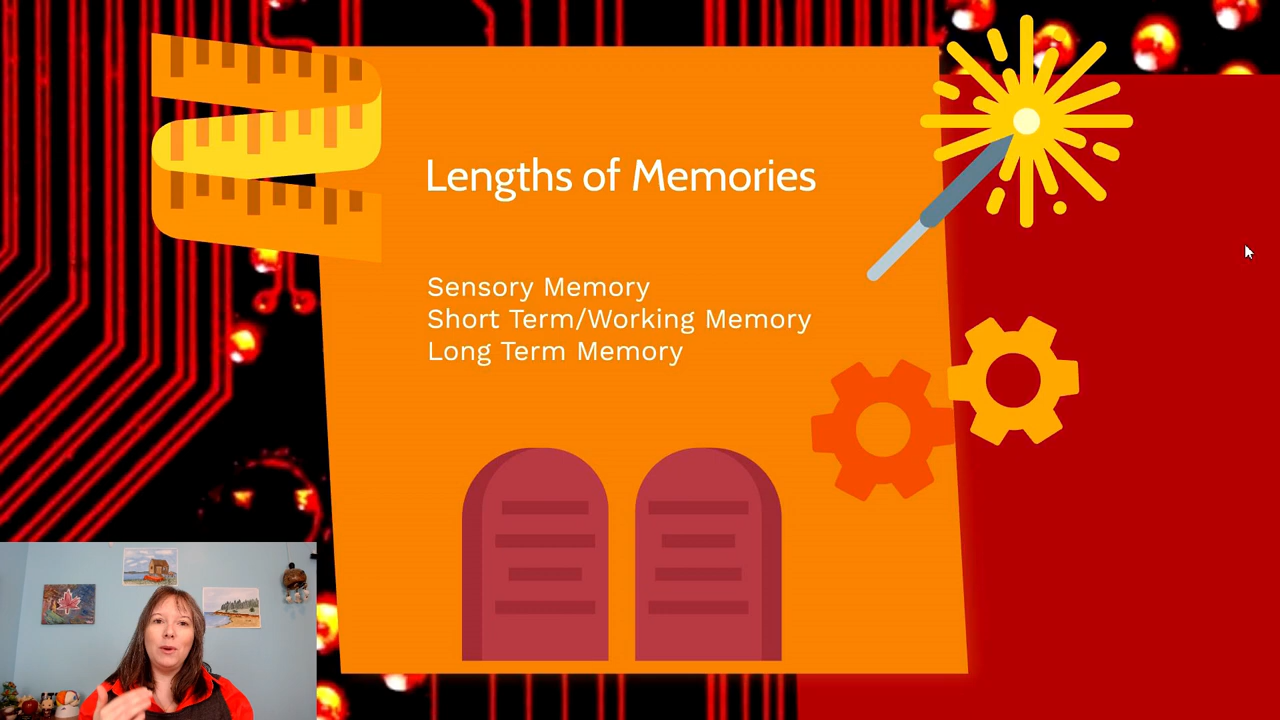 Lengths of Memories
Sensory Memory
Short Term/Working Memory
Long Term Memory